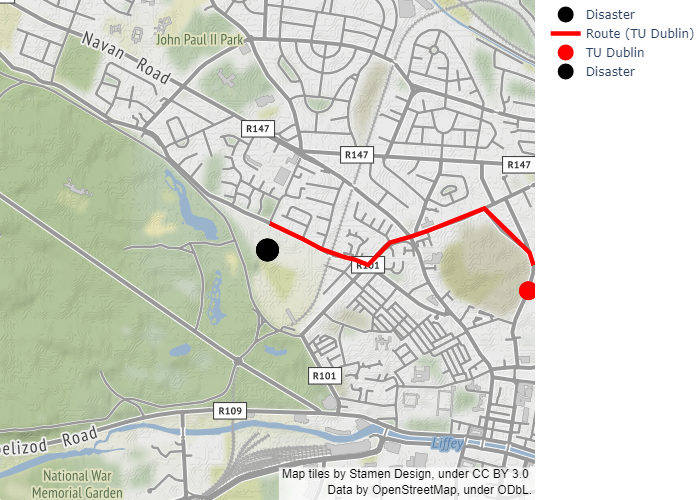 Disaster
Route (TU Dublin)
TU Dublin
Disaster
John Paul II Park
Navan Road
R147
R147
R147
R101
R101
R109
elizod Road
Liffey
National War
Memorial Garden
Map tiles by Stamen Design, under CC BY 3.0
Data by OpenStreetMap, under ODbL.